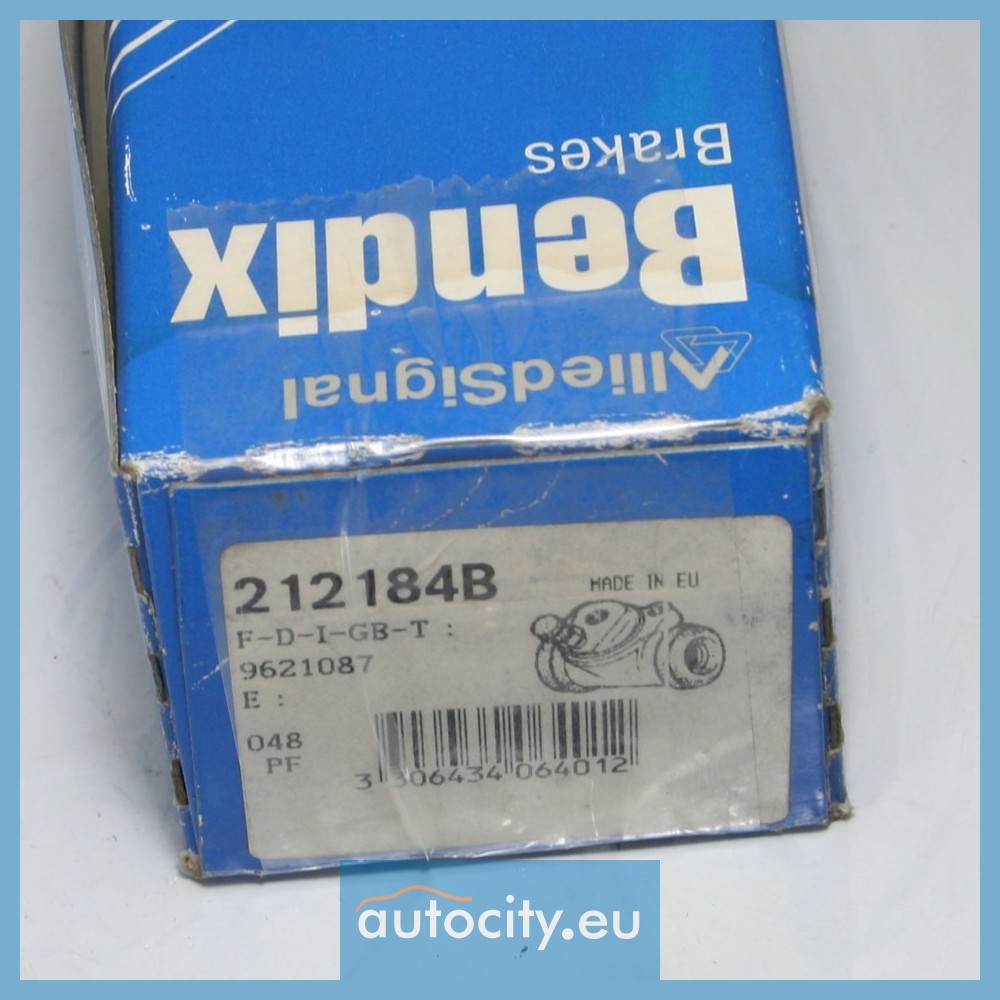 AlliedSignal
Bendix
Brakes
212184B
MADE IN EU
F-D-I-GB-T :
9621087
E :
048
PF
3 306434 064012
autocity.eu